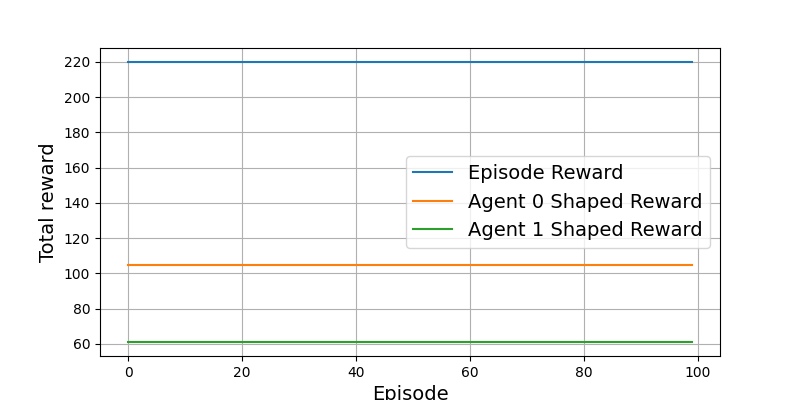 220
200
180
160
140
120
100
80
60
Total reward
Episode Reward
Agent 0 Shaped Reward
Agent 1 Shaped Reward
0 20 40 60 80 100
Episode